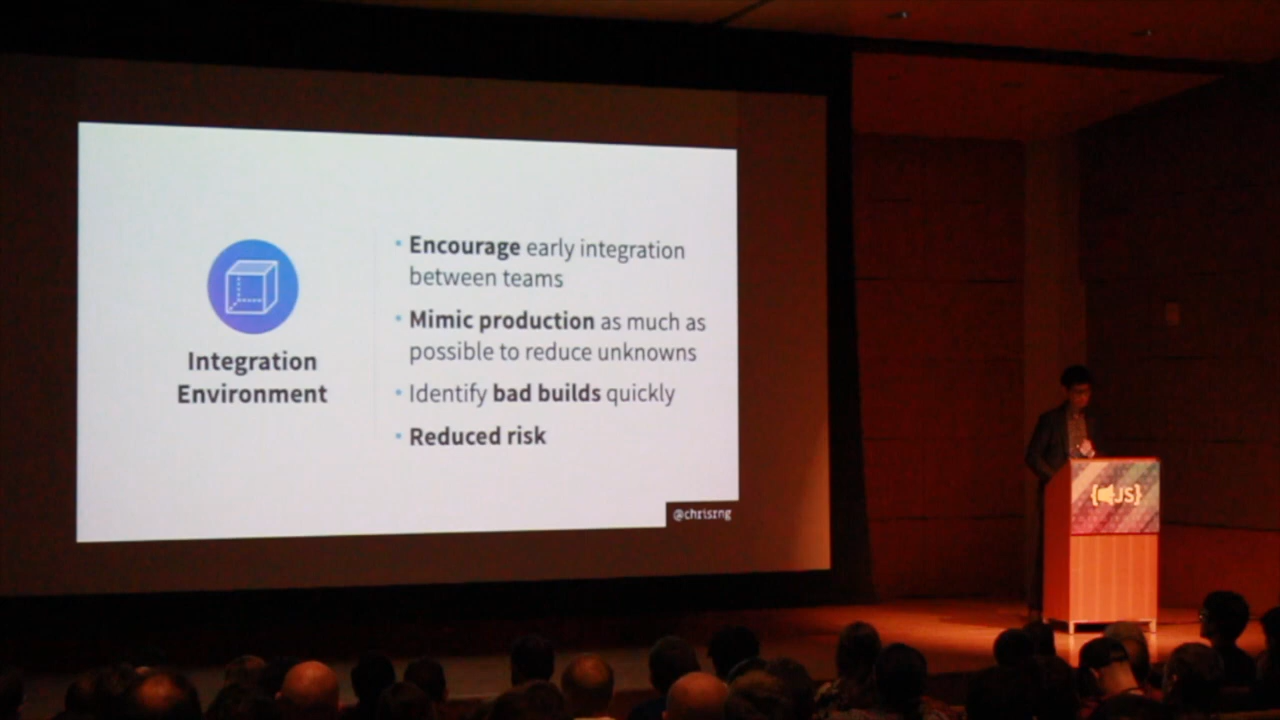 Integration
Environment
• Encourage early integration
between teams
• Mimic production as much as
possible to reduce unknowns
• Identify bad builds quickly
• Reduced risk
@chrisrng
{JS}